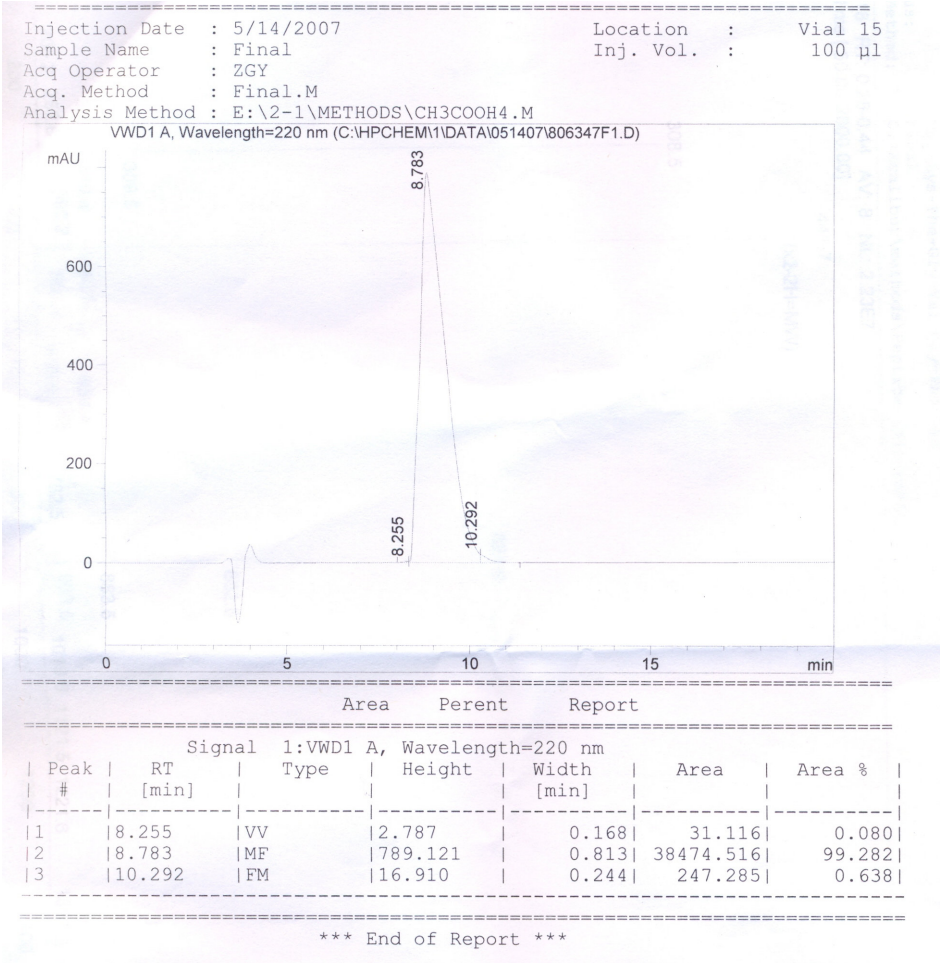 Injection Date : 5/14/2007 Location : Vial 15
Sample Name : Final Inj. Vol. : 100 µl
Acq Operator : ZGY
Acq. Method : Final.M
Analysis Method : E:\2-1\METHODS\CH3COOH4.M
VWD1 A, Wavelength=220 nm (C:\HPCHEM\1\DATA\051407\806347F1.D)
mAU
8.783
600
400
200
8.255
10.292
0
0 5 10 15 min
Area Perent Report
Signal 1:VWD1 A, Wavelength=220 nm
| Peak | RT | Type | Height | Width | Area | Area % |
| # | [min] | | | [min] | | |
|1 |8.255 |VV |2.787 | 0.168| 31.116| 0.080|
|2 |8.783 |MF |789.121 | 0.813| 38474.516| 99.282|
|3 |10.292 |FM |16.910 | 0.244| 247.285| 0.638|
*** End of Report ***